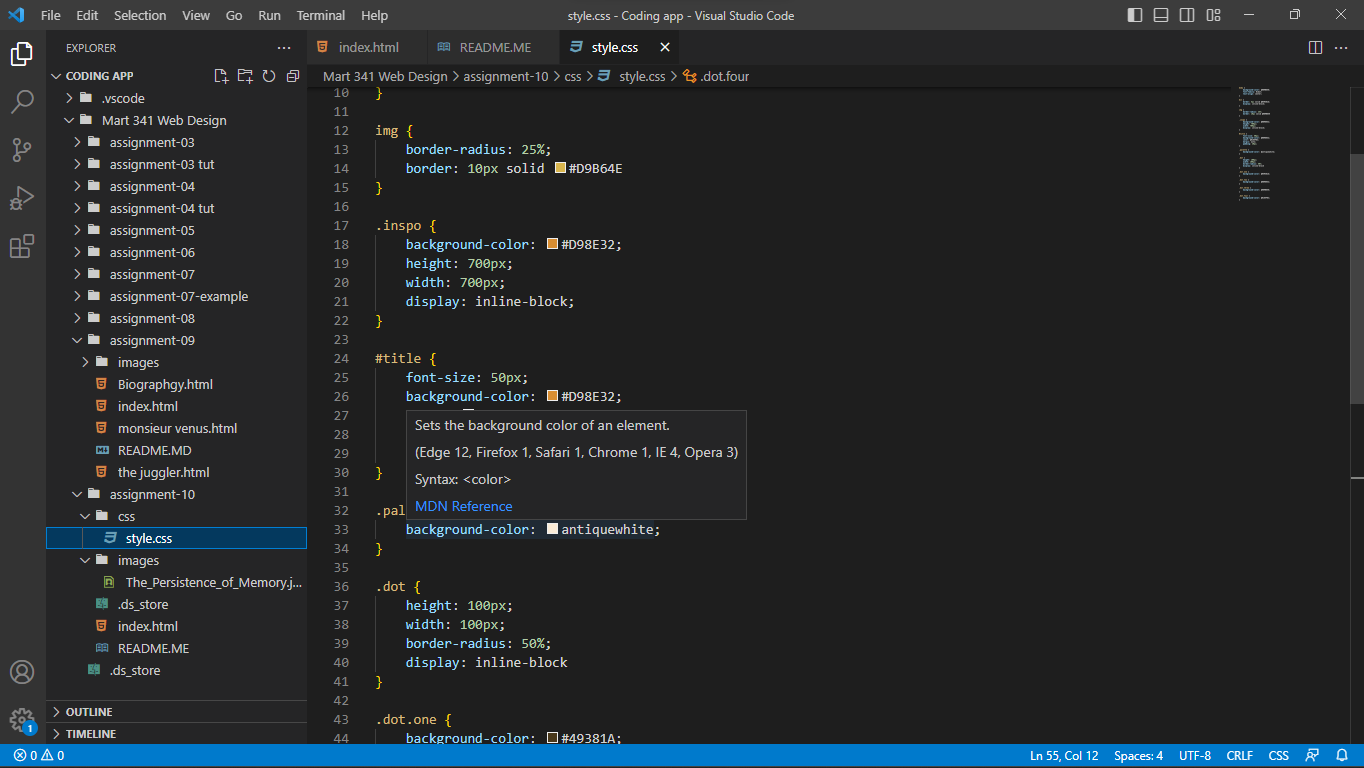 File Edit Selection View Go Run Terminal Help
style.css - Coding app - Visual Studio Code
EXPLORER
CODING APP
.vscode
Mart 341 Web Design
assignment-03
assignment-03 tut
assignment-04
assignment-04 tut
assignment-05
assignment-06
assignment-07
assignment-07-example
assignment-08
assignment-09
images
Biographgy.html
index.html
monsieur venus.html
README.MD
the juggler.html
assignment-10
css
style.css
images
The_Persistence_of_Memory.j...
.ds_store
index.html
README.ME
.ds_store
OUTLINE
TIMELINE
1
index.html README.ME style.css
Mart 341 Web Design > assignment-10 > css > style.css > .dot.four
10 }
11
12 img {
13 border-radius: 25%;
14 border: 10px solid #D9B64E
15 }
16
17 .inspo {
18 background-color: #D98E32;
19 height: 700px;
20 width: 700px;
21 display: inline-block;
22 }
23
24 #title {
25 font-size: 50px;
26 background-color: #D98E32;
27
28
29
30 }
31
32 .pal
33 background-color: antiquewhite;
34 }
35
36 .dot {
37 height: 100px;
38 width: 100px;
39 border-radius: 50%;
40 display: inline-block
41 }
42
43 .dot.one {
44 background-color: #49381A;
Sets the background color of an element.
(Edge 12, Firefox 1, Safari 1, Chrome 1, IE 4, Opera 3)
Syntax: <color>
MDN Reference
0 0
Ln 55, Col 12 Spaces: 4 UTF-8 CRLF CSS